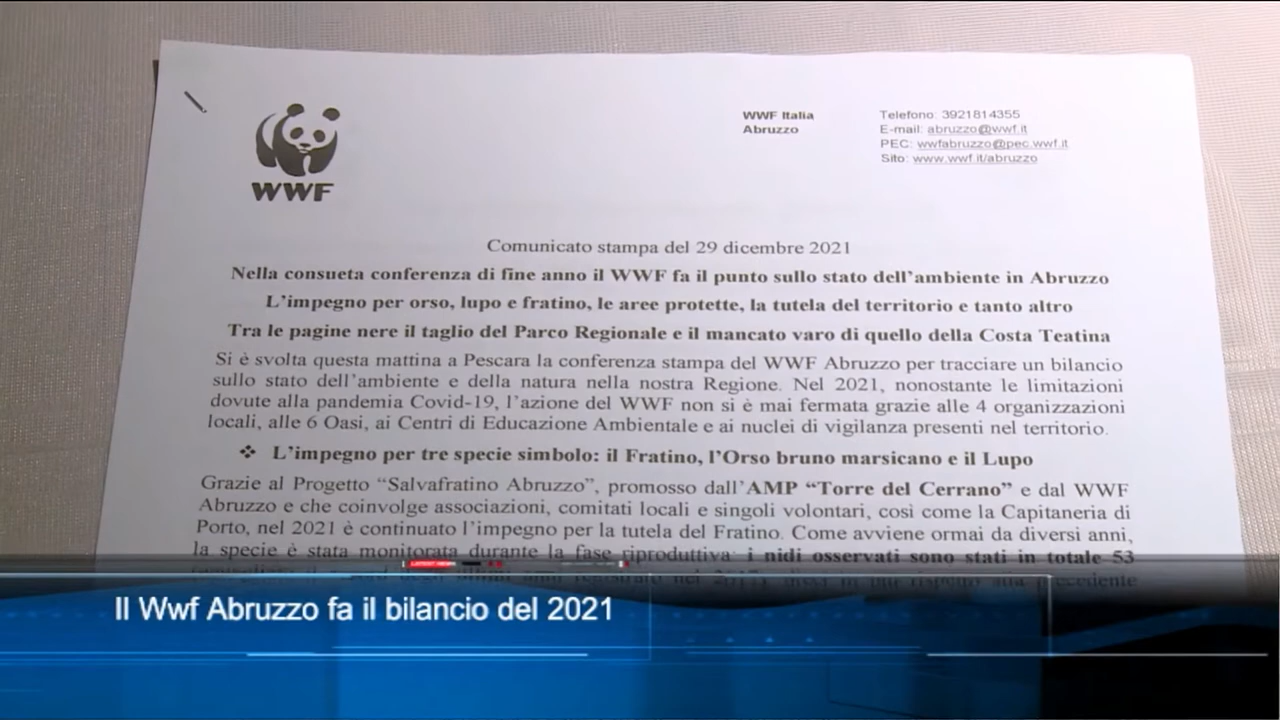 WWF
WWF Italia
Abruzzo
Telefono: 3921814355
E-mail: abruzzo@wwf.it
PEC: wwfabruzzo@pec.wwf.it
Sito: www.wwf.it/abruzzo
Comunicato stampa del 29 dicembre 2021
Nella consueta conferenza di fine anno il WWF fa il punto sullo stato dell'ambiente in Abruzzo
L'impegno per orso, lupo e fratino, le aree protette, la tutela del territorio e tanto altro
Tra le pagine nere il taglio del Parco Regionale e il mancato varo di quello della Costa Teatina
Si è svolta questa mattina a Pescara la conferenza stampa del WWF Abruzzo per tracciare un bilancio
sullo stato dell'ambiente e della natura nella nostra Regione. Nel 2021, nonostante le limitazioni
dovute alla pandemia Covid-19, l'azione del WWF non si è mai fermata grazie alle 4 organizzazioni
locali, alle 6 Oasi, ai Centri di Educazione Ambientale e ai nuclei di vigilanza presenti nel territorio.
❖ L'impegno per tre specie simbolo: il Fratino, l'Orso bruno marsicano e il Lupo
Grazie al Progetto "Salvafratino Abruzzo", promosso dall'AMP "Torre del Cerrano" e dal WWF
Abruzzo e che coinvolge associazioni, comitati locali e singoli volontari, così come la Capitaneria di
Porto, nel 2021 è continuato l'impegno per la tutela del Fratino. Come avviene ormai da diversi anni,
la specie è stata monitorata durante la fase riproduttiva: i nidi osservati sono stati in totale 53
LATEST NEWS
Il Wwf Abruzzo fa il bilancio del 2021